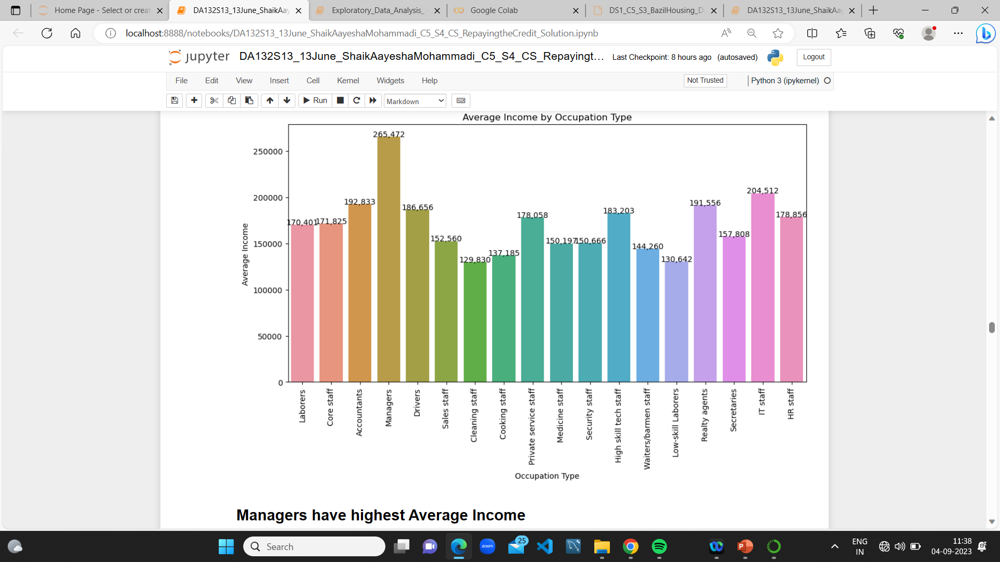 Home Page - Select or creat
DA132S13_13June_ShaikAay
Exploratory_Data_Analysis_ -
Google Colab
DS1_C5_S3_BazilHousing_Da
DA132S13_13June_ShaikAay
localhost:8888/notebooks/DA132S13_13June_ShaikAayeshaMohammadi_C5_S4_CS_RepayingtheCredit_Solution.ipynb
jupyter DA132S13_13June_ShaikAayeshaMohammadi_C5_S4_CS_Repayingt... Last Checkpoint: 8 hours ago (autosaved) Logout
File Edit View Insert Cell Kernel Widgets Help Not Trusted Python 3 (ipykernel)
Run Markdown
Average Income by Occupation Type
Average Income
250000
200000
150000
100000
50000
0
170,401
171,825
192,833
265,472
186,656
152,560
129,830
137,185
178,058
150,197
150,666
183,203
144,260
130,642
191,556
157,808
204,512
178,856
Laborers
Core staff
Accountants
Managers
Drivers
Sales staff
Cleaning staff
Cooking staff
Private service staff
Medicine staff
Security staff
High skill tech staff
Waiters/barmen staff
Low-skill Laborers
Realty agents
Secretaries
IT staff
HR staff
Occupation Type
Managers have highest Average Income
Search
zoom
25
ENG
IN
11:38
04-09-2023